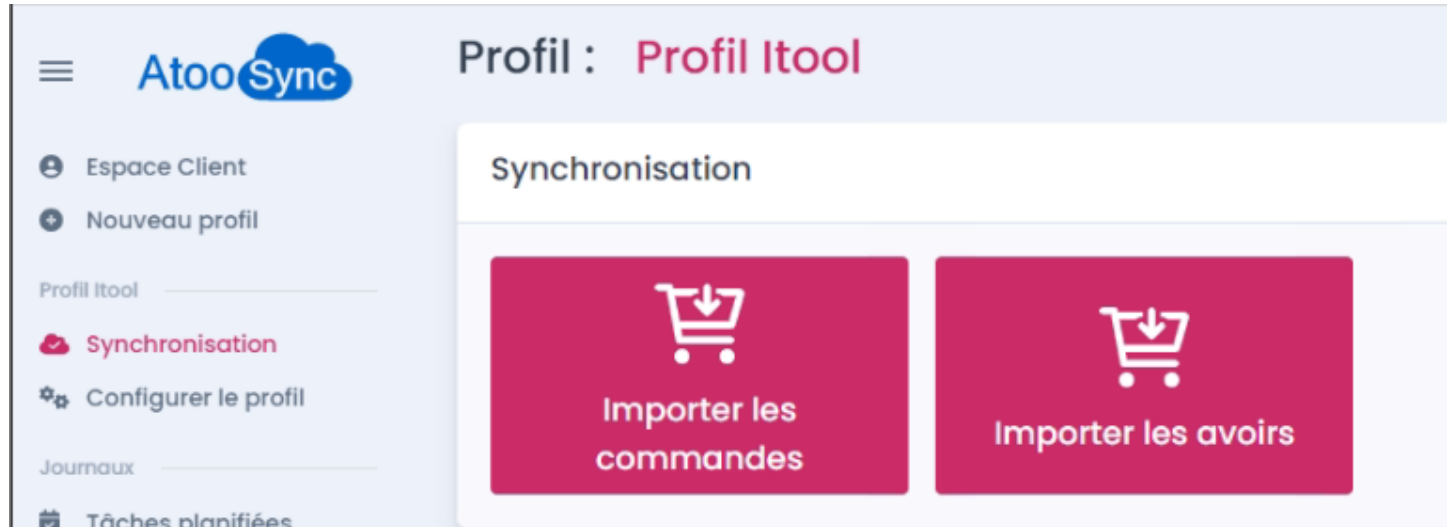 AtooSync
Profil : Profil Itool
Espace Client
Nouveau profil
Profil Itool
Synchronisation
Configurer le profil
Journaux
Tâches planifiées
Synchronisation
Importer les
commandes
Importer les avoirs